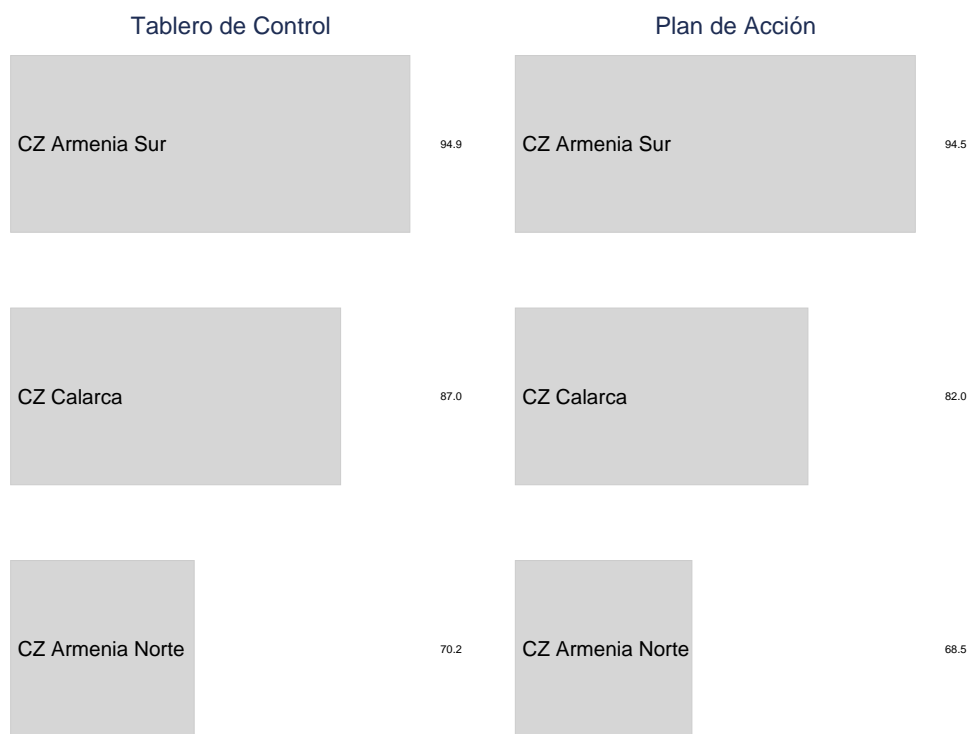 Tablero de Control
CZ Armenia Sur 94.9
CZ Calarca 87.0
CZ Armenia Norte 70.2
Plan de Acción
CZ Armenia Sur 94.5
CZ Calarca 82.0
CZ Armenia Norte 68.5